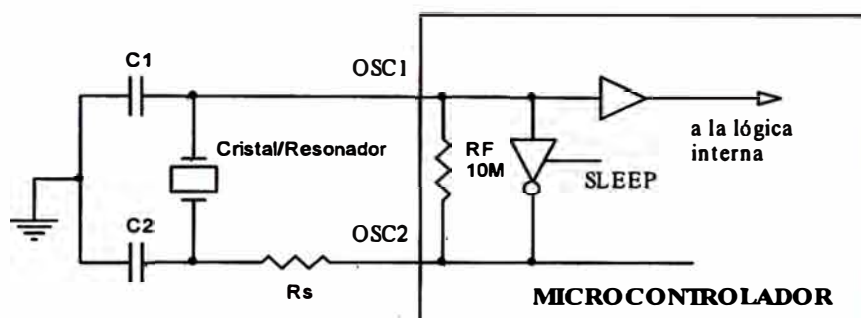 C1
OSC1
Cristal/Resonador
RF
10M
a la lógica
interna
SLEEP
C2
OSC2
Rs
MICROCONTROLADOR